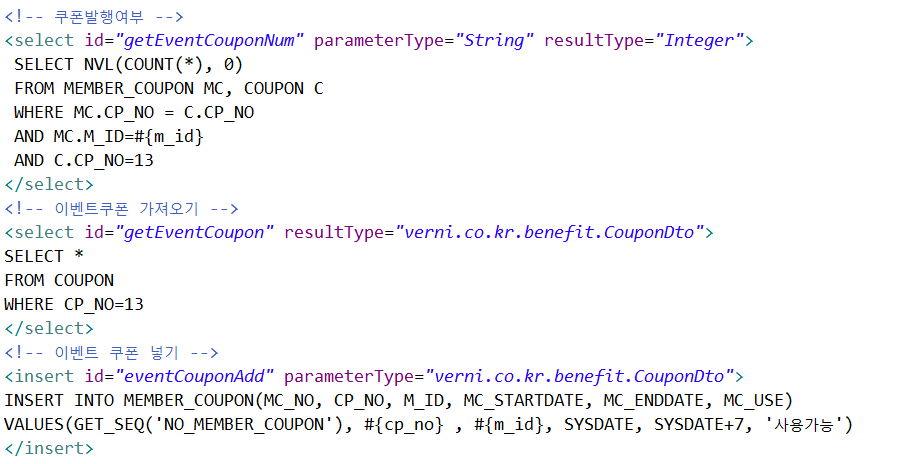 <!-- 쿠폰발행여부 -->
<select id="getEventCouponNum" parameterType="String" resultType="Integer">
SELECT NVL(COUNT(*), 0)
FROM MEMBER_COUPON MC, COUPON C
WHERE MC.CP_NO = C.CP_NO
AND MC.M_ID=#{m_id}
AND C.CP_NO=13
</select>
<!-- 이벤트쿠폰 가져오기 -->
<select id="getEventCoupon" resultType="verni.co.kr.benefit.CouponDto">
SELECT *
FROM COUPON
WHERE CP_NO=13
</select>
<!-- 이벤트 쿠폰 넣기 -->
<insert id="eventCouponAdd" parameterType="verni.co.kr.benefit.CouponDto">
INSERT INTO MEMBER_COUPON(MC_NO, CP_NO, M_ID, MC_STARTDATE, MC_ENDDATE, MC_USE)
VALUES(GET_SEQ('NO_MEMBER_COUPON'), #{cp_no} , #{m_id}, SYSDATE, SYSDATE+7, '사용가능')
</insert>